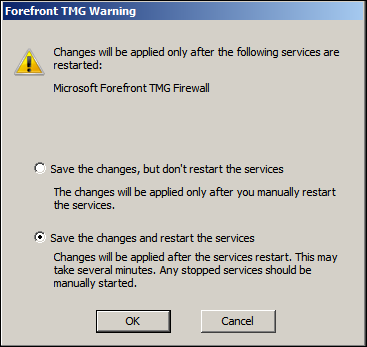 Forefront TMG Warning
Changes will be applied only after the following services are
restarted:
Microsoft Forefront TMG Firewall
Save the changes, but don't restart the services
The changes will be applied only after you manually restart
the services.
Save the changes and restart the services
Changes will be applied after the services restart. This may
take several minutes. Any stopped services should be
manually started.
OK
Cancel